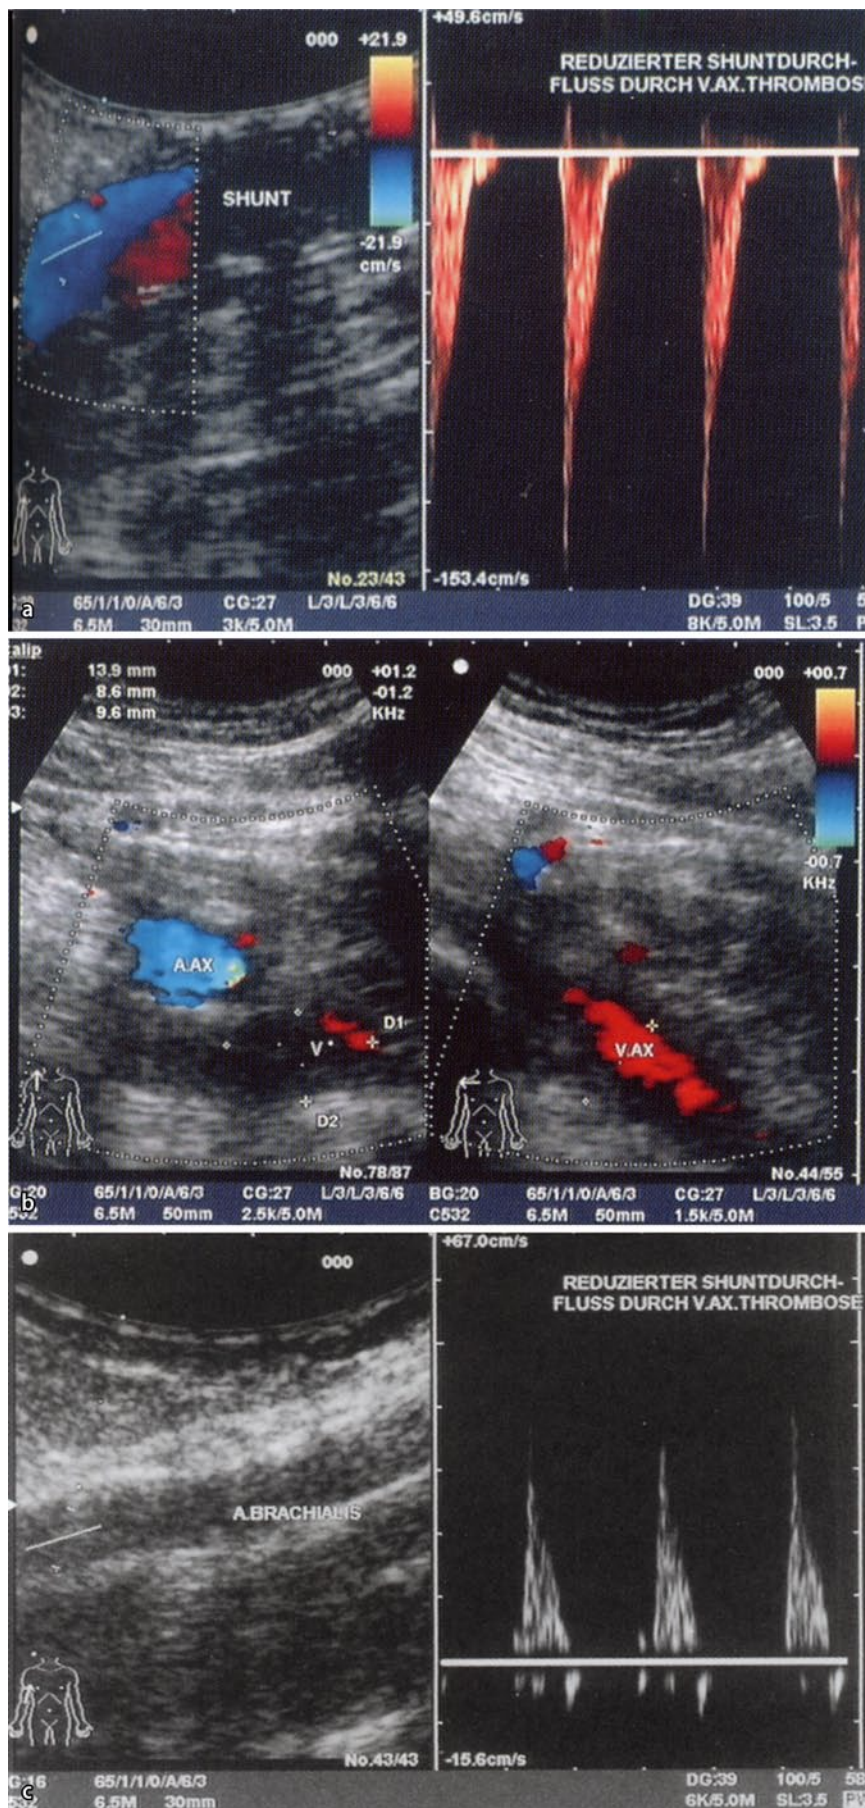 000 +21.9
+49.6cm/s
REDUZIERTER SHUNTDURCH-
FLUSS DURCH V.AX.THROMBOSE
SHUNT
-21.9
cm/s
No.23/43
-153.4cm/s
a
65/1/1/0/A/6/3 CG:27 L/3/L/3/6/6
DG:39 100/5
32 6.5M 30mm 3k/5.0M
8K/5.0M SL:3.5
alip
13.9 mm
8.6 mm
9.6 mm
000 +01.2
-01.2
KHz
000 +00.7
-00.7
KHz
A.AX
D1
V
D2
V.AX
No.78/87
No.44/55
b
G:20 65/1/1/0/A/6/3 CG:27 L/3/L/3/6/6
532 6.5M 50mm 2.5k/5.0M
BG:20 65/1/1/0/A/6/3 CG:27 L/3/L/3/6/6
C532 6.5M 50mm 1.5k/5.0M
000
+67.0cm/s
REDUZIERTER SHUNTDURCH-
FLUSS DURCH V.AX.THROMBOSE
A.BRACHIALIS
No.43/43
-15.6cm/s
c
G:16 65/1/1/0/A/6/3
532 6.5M 30mm
DG:39 100/5 58
6K/5.0M SL:3.5